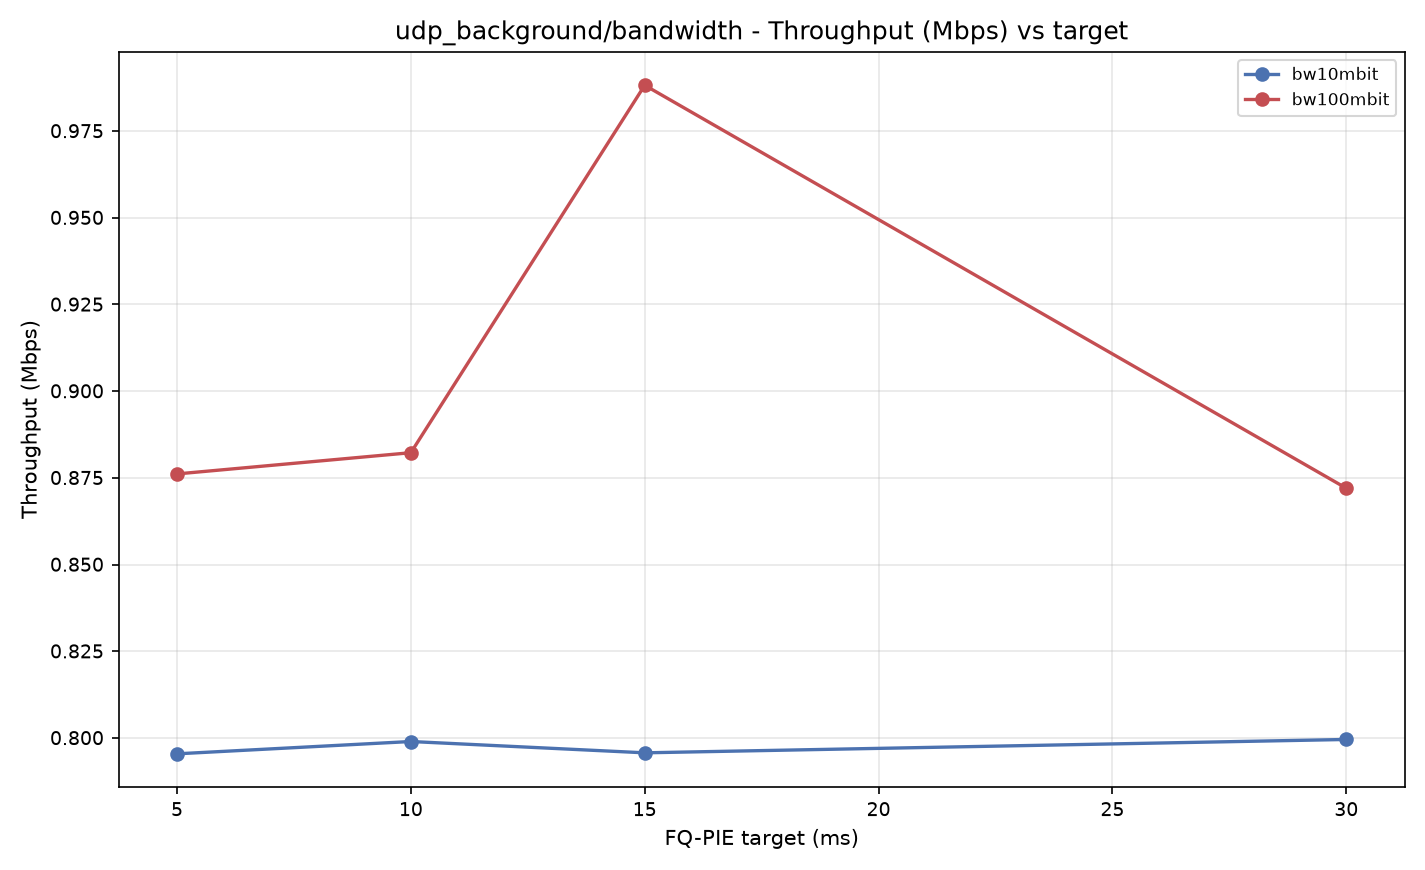 udp_background/bandwidth - Throughput (Mbps) vs target
bw10mbit
bw100mbit
Throughput (Mbps)
0.975
0.950
0.925
0.900
0.875
0.850
0.825
0.800
5 10 15 20 25 30
FQ-PIE target (ms)